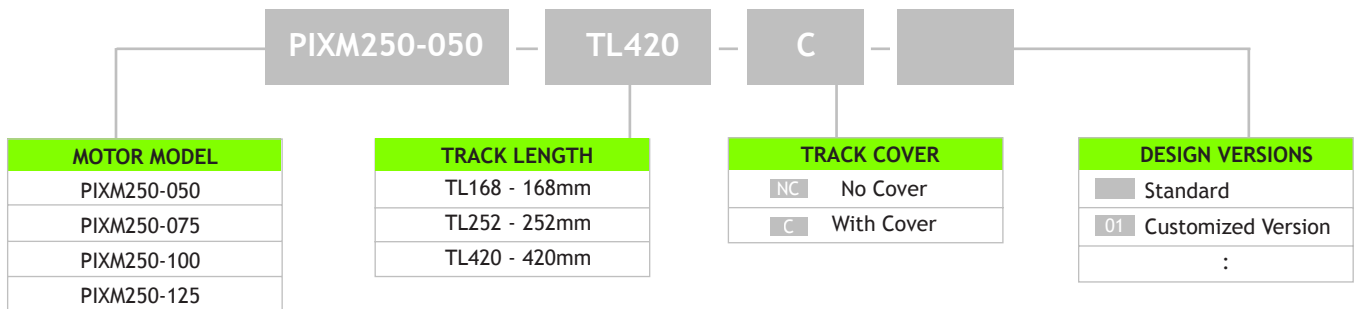 PIXM250-050 – TL420 – C –
MOTOR MODEL
PIXM250-050
PIXM250-075
PIXM250-100
PIXM250-125
TRACK LENGTH
TL168 - 168mm
TL252 - 252mm
TL420 - 420mm
TRACK COVER
NC No Cover
C With Cover
DESIGN VERSIONS
Standard
01 Customized Version
: